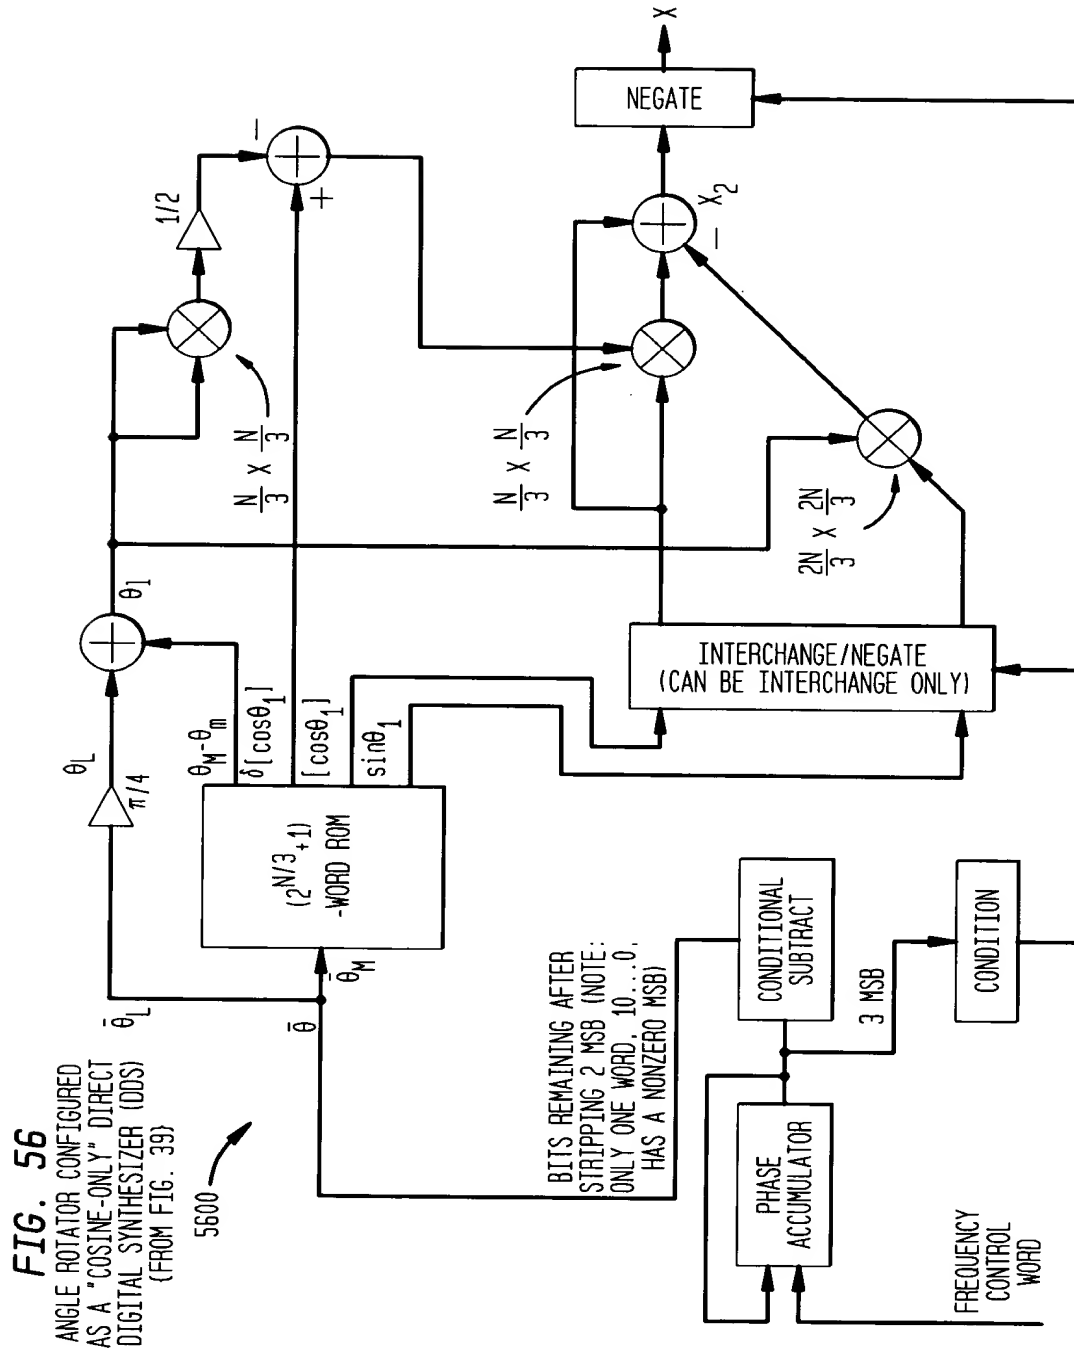 FIG. 56
ANGLE ROTATOR CONFIGURED
AS A "COSINE-ONLY" DIRECT
DIGITAL SYNTHESIZER (DDS)
(FROM FIG. 39)
5600
FREQUENCY
CONTROL
WORD
PHASE
ACCUMULATOR
3 MSB
CONDITIONAL
SUBTRACT
CONDITION
BITS REMAINING AFTER
STRIPPING 2 MSB (NOTE:
ONLY ONE WORD, 10...0,
HAS A NONZERO MSB)
θ̄
θ̄L
θ̄M
π/4
θL
(2^N/3+1)
-WORD ROM
θM-θm
δ[cosθ1]
[cosθ1]
sinθ1
θl
INTERCHANGE/NEGATE
(CAN BE INTERCHANGE ONLY)
N/3 X N/3
1/2
−
+
N/3 X N/3
2N/3 X 2N/3
−
X2
NEGATE
X